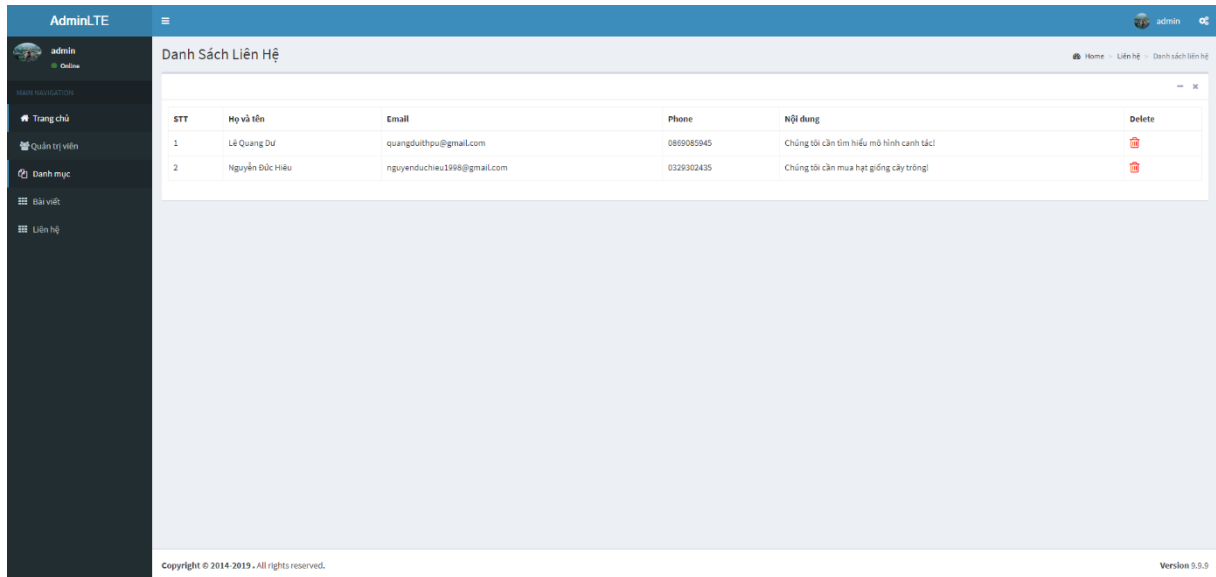 AdminLTE
admin
admin
Online
Danh Sách Liên Hệ
Home > Liên hệ > Danh sách liên hệ
MAIN NAVIGATION
Trang chủ
Quản trị viên
Danh mục
Bài viết
Liên hệ
STT Họ và tên Email Phone Nội dung Delete
1 Lê Quang Dư quangduithpu@gmail.com 0869085945 Chúng tôi cần tìm hiểu mô hình canh tác!
2 Nguyễn Đức Hiếu nguyenduchieu1998@gmail.com 0329302435 Chúng tôi cần mua hạt giống cây trồng!
Copyright © 2014-2019 . All rights reserved.
Version 9.9.9